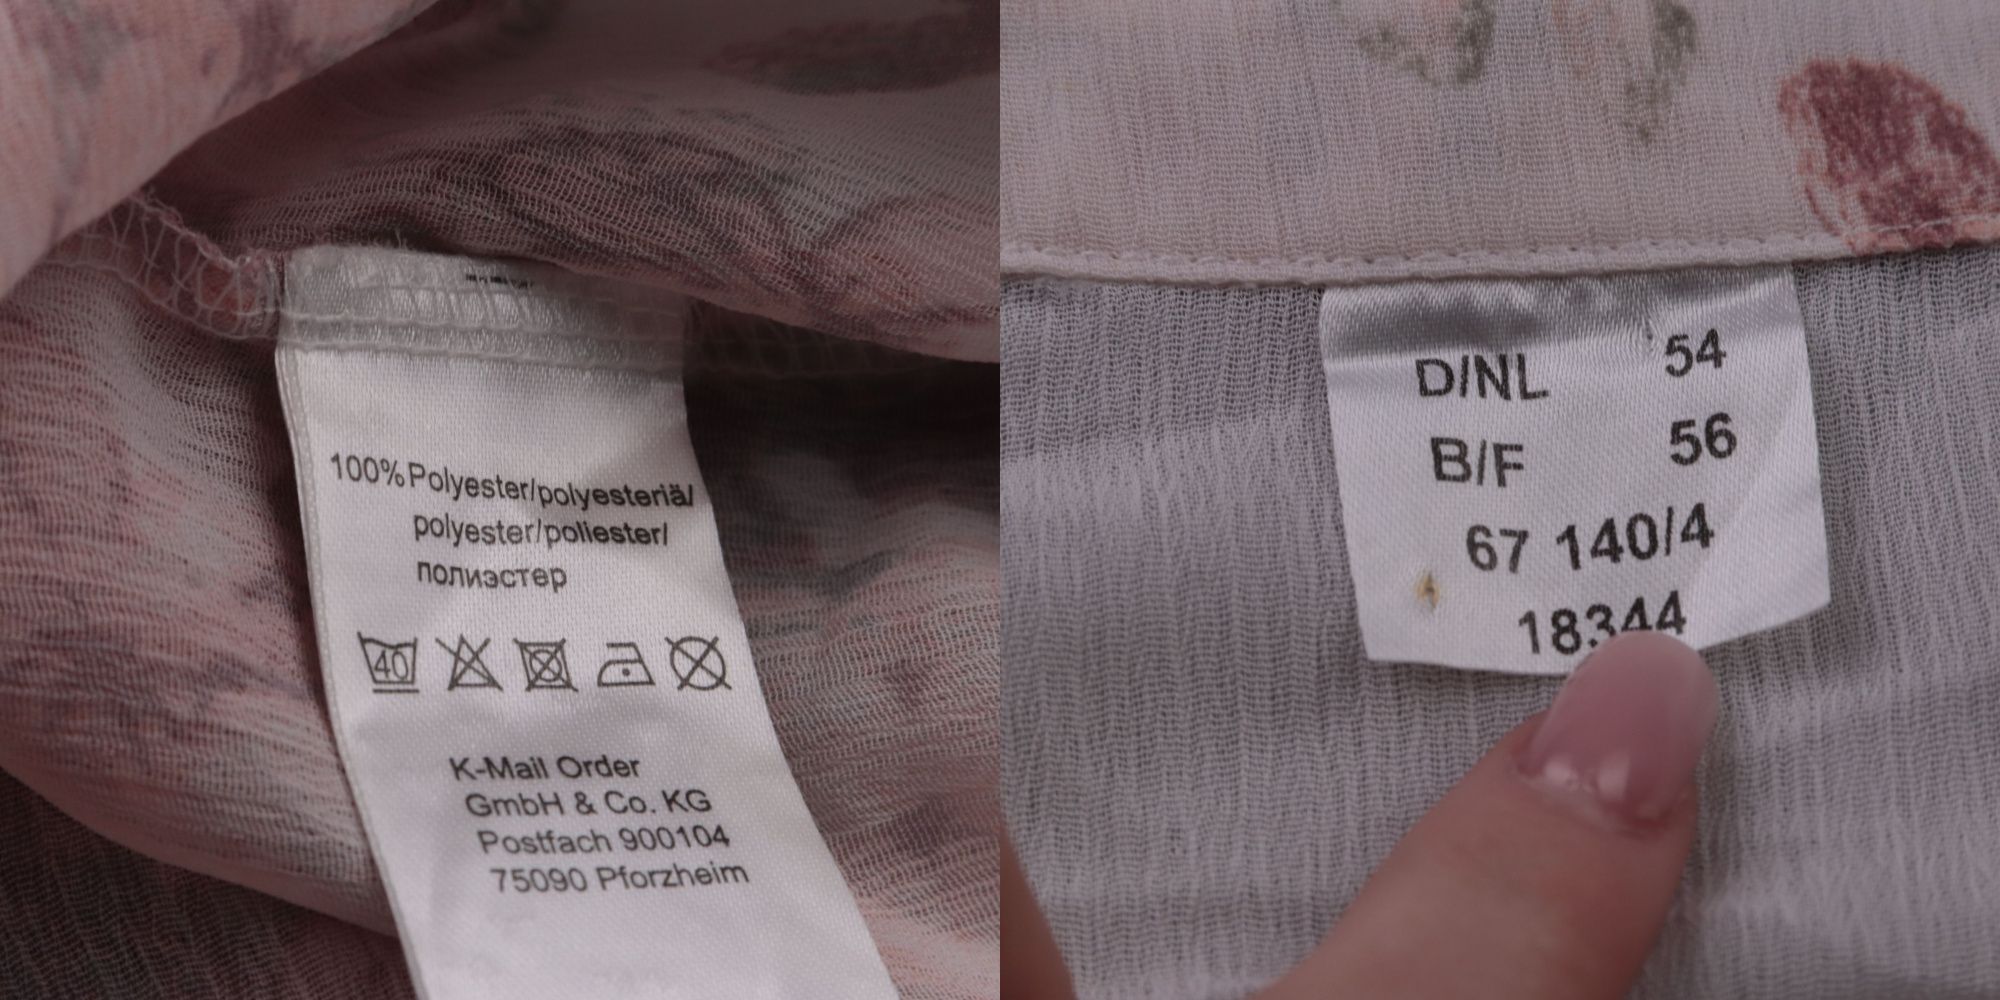 100% Polyester/polyesteriä/
polyester/poliester/
полиэстер
40
K-Mail Order
GmbH & Co. KG
Postfach 900104
75090 Pforzheim
D/NL 54
B/F 56
67 140/4
18344